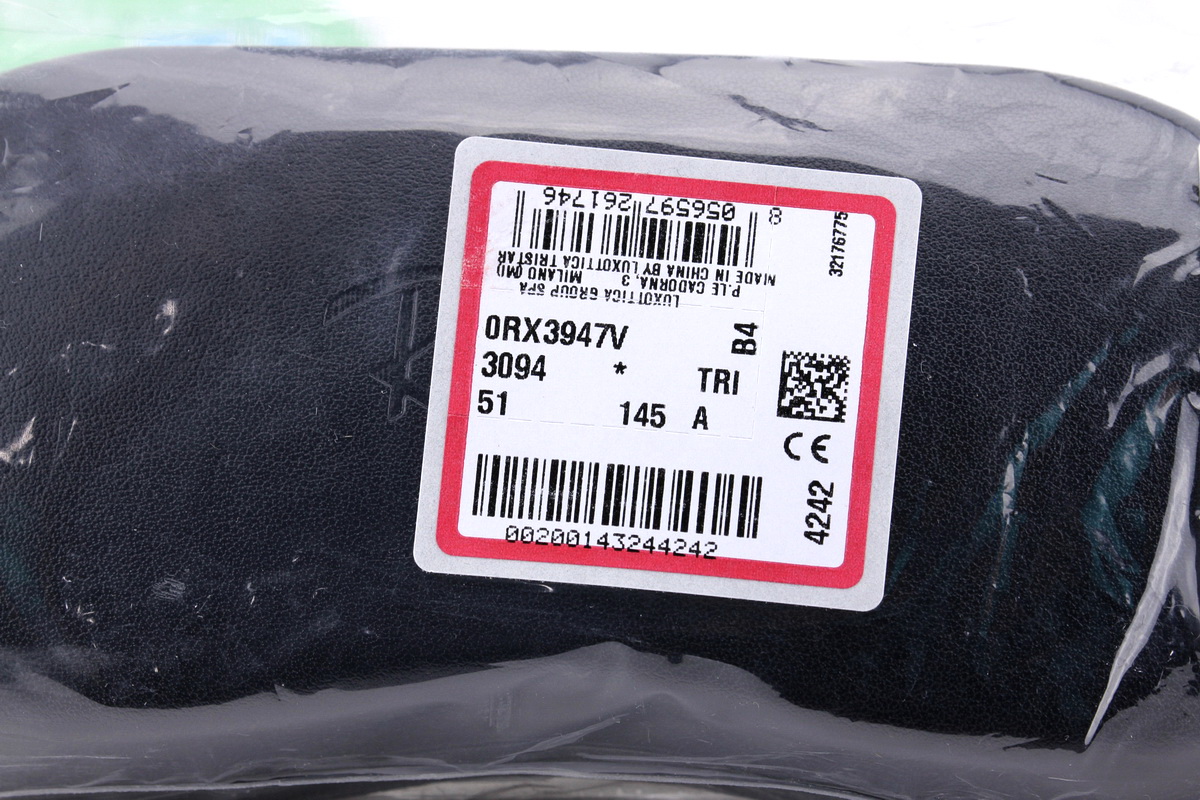 8 056597 261746
MADE IN CHINA BY LUXOTTICA TRISTAR
P.LE CADORNA, 3 MILANO (MI)
LUXOTTICA GROUP SPA
32176775
0RX3947V B4
3094 * TRI
51 145 A
CE
4242
00200143244242